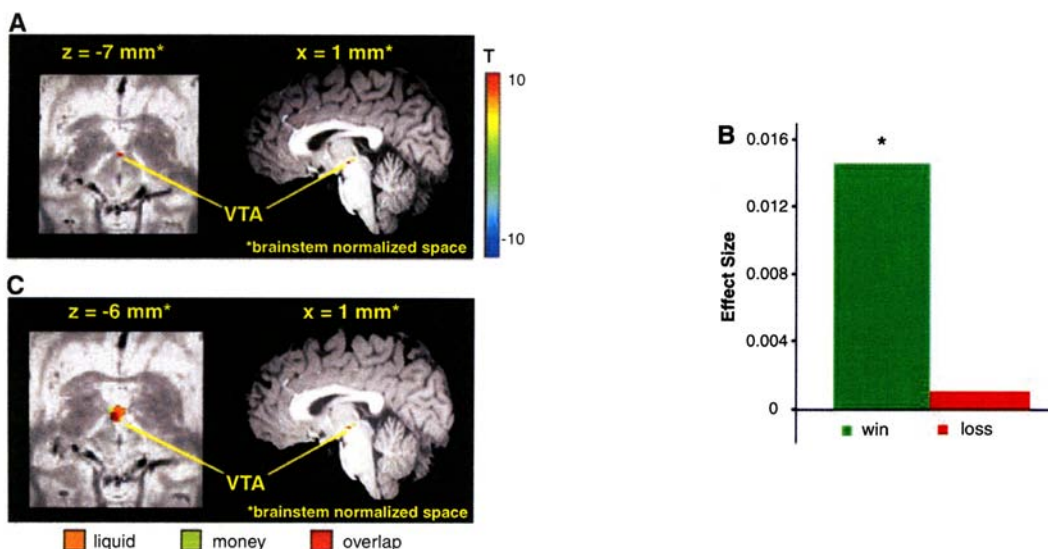 A
z = -7 mm*
x = 1 mm*
T
10
-10
VTA
*brainstem normalized space
B
0.016
*
0.012
0.008
0.004
0
Effect Size
win
loss
C
z = -6 mm*
x = 1 mm*
VTA
*brainstem normalized space
liquid money overlap